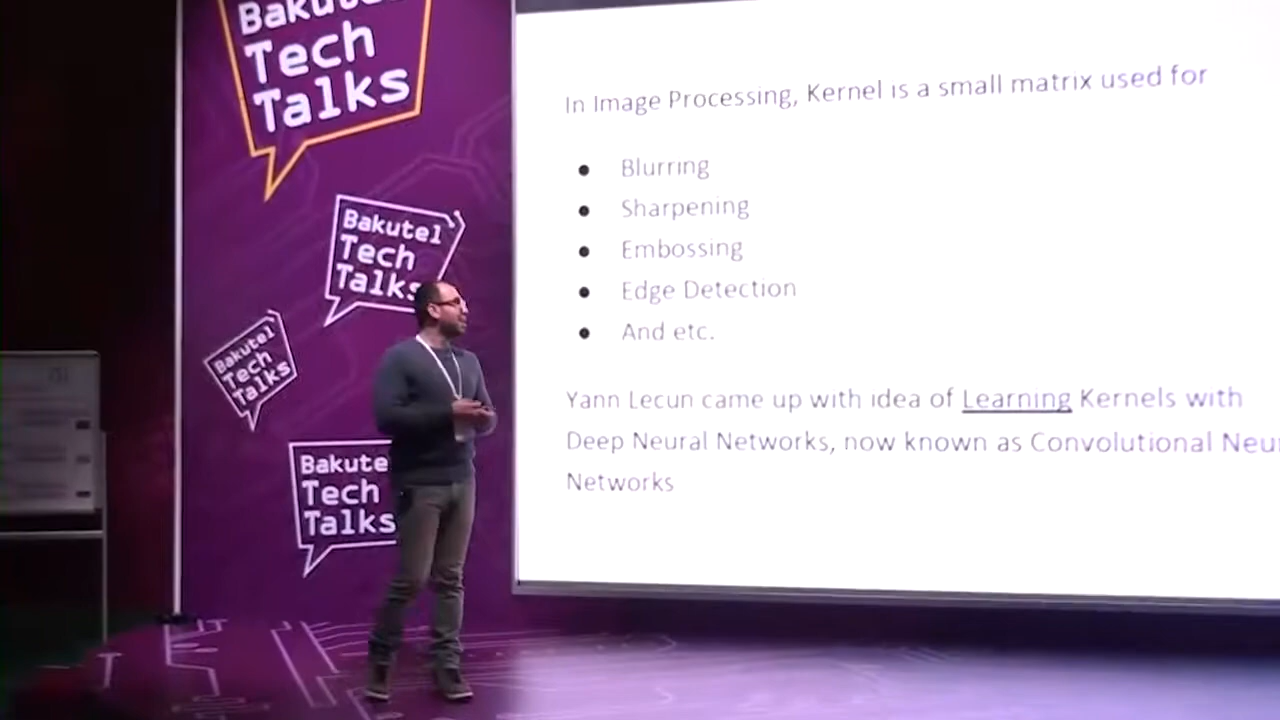 Bakutel
Tech
Talks
Bakutel
Tech
Talks
Bakutel
Tech
Talks
Bakute
Tech
Talks
In Image Processing, Kernel is a small matrix used for
● Blurring
● Sharpening
● Embossing
● Edge Detection
● And etc.
Yann Lecun came up with idea of Learning Kernels with
Deep Neural Networks, now known as Convolutional Neu
Networks